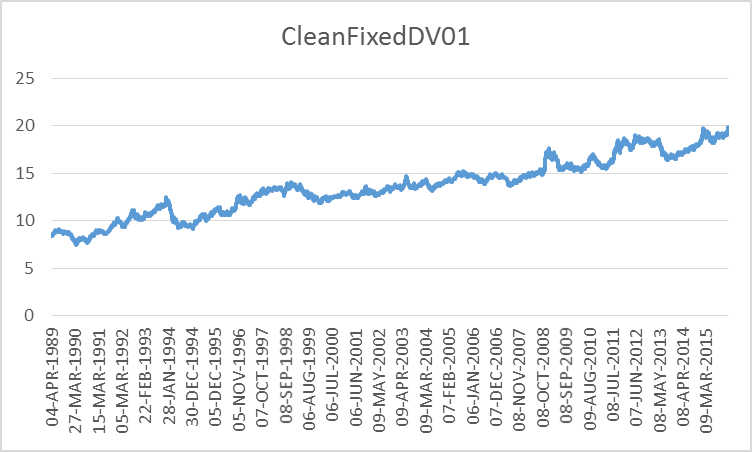 CleanFixedDV01
25
20
15
10
5
0
04-APR-1989
27-MAR-1990
15-MAR-1991
05-MAR-1992
22-FEB-1993
28-JAN-1994
30-DEC-1994
05-DEC-1995
05-NOV-1996
07-OCT-1997
08-SEP-1998
06-AUG-1999
07-JUL-2000
06-JUN-2001
09-MAY-2002
09-APR-2003
09-MAR-2004
07-FEB-2005
06-JAN-2006
07-DEC-2006
08-NOV-2007
08-OCT-2008
08-SEP-2009
09-AUG-2010
08-JUL-2011
07-JUN-2012
08-MAY-2013
08-APR-2014
09-MAR-2015